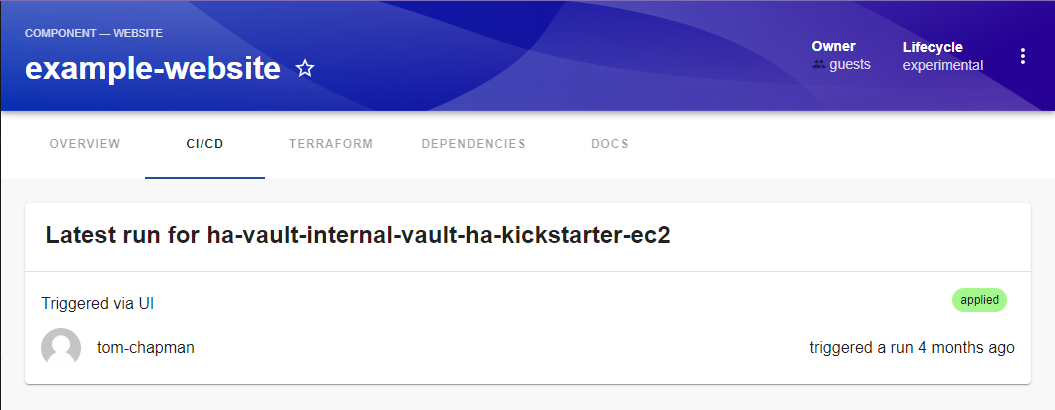 COMPONENT — WEBSITE
example-website
Owner
guests
Lifecycle
experimental
OVERVIEW
CI/CD
TERRAFORM
DEPENDENCIES
DOCS
Latest run for ha-vault-internal-vault-ha-kickstarter-ec2
Triggered via UI
applied
tom-chapman
triggered a run 4 months ago